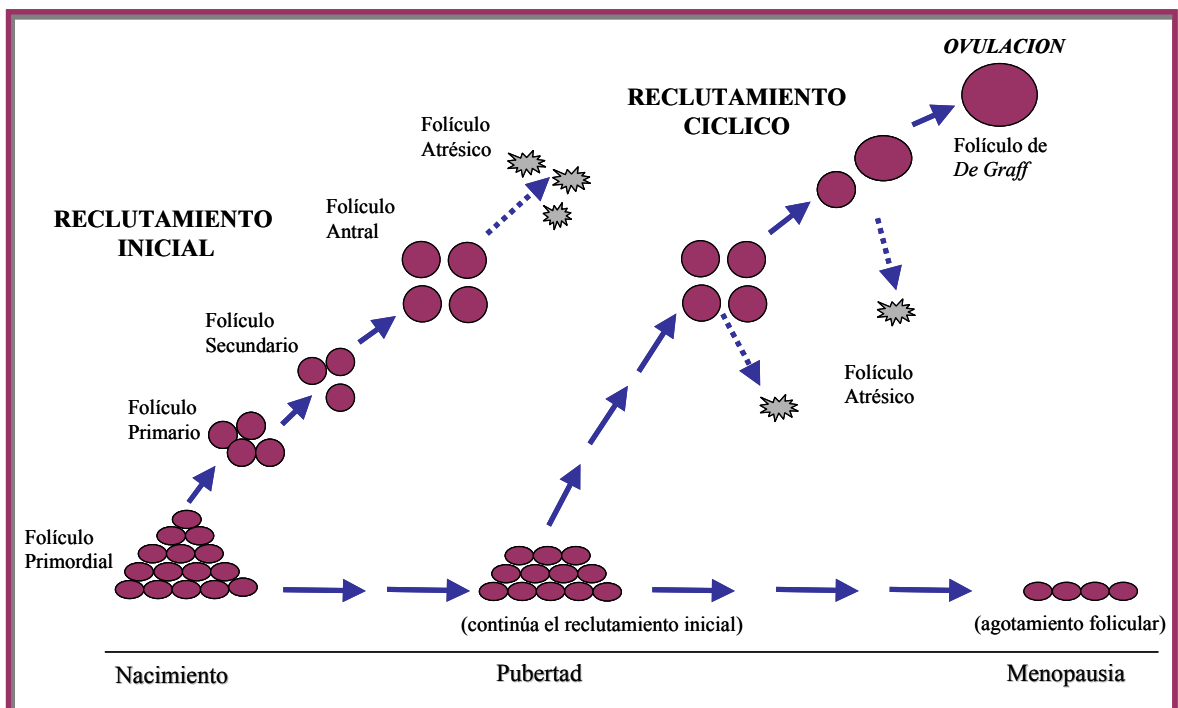 OVULACION
RECLUTAMIENTO
CICLICO
Folículo de
De Graff
Folículo
Atrésico
Folículo
Antral
RECLUTAMIENTO
INICIAL
Folículo
Secundario
Folículo
Atrésico
Folículo
Primario
Folículo
Primordial
(continúa el reclutamiento inicial)
(agotamiento folicular)
Nacimiento
Pubertad
Menopausia